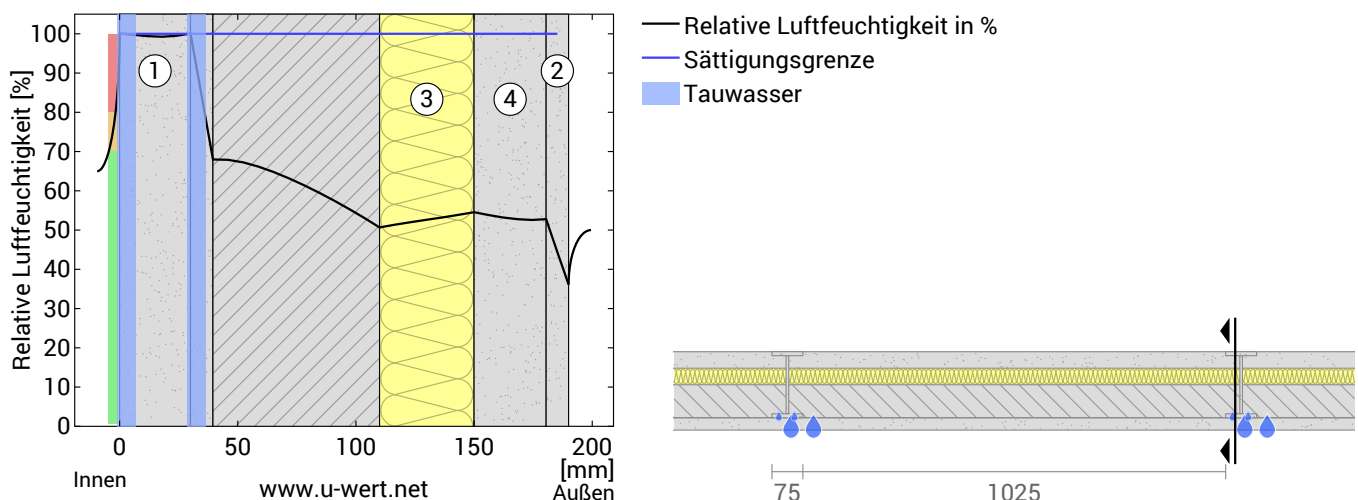 Relative Luftfeuchtigkeit [%]
100
90
80
70
60
50
40
30
20
10
0
1
2
3
4
0
50
100
150
200
[mm]
Innen
www.u-wert.net
Außen
Relative Luftfeuchtigkeit in %
Sättigungsgrenze
Tauwasser
75
1025